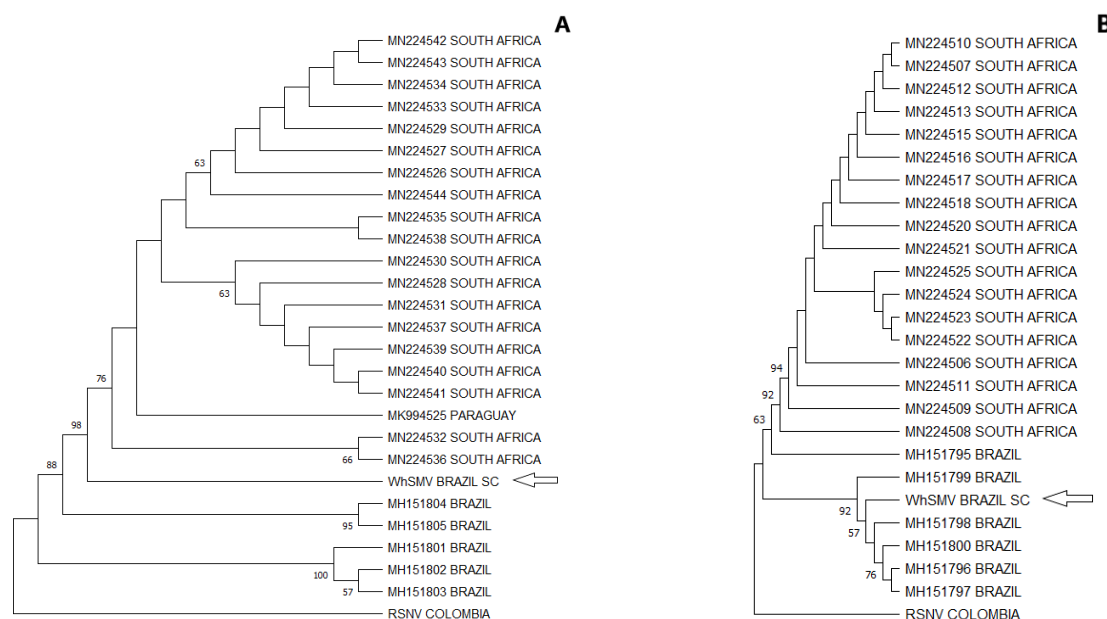 A
MN224542 SOUTH AFRICA
MN224543 SOUTH AFRICA
MN224534 SOUTH AFRICA
MN224533 SOUTH AFRICA
MN224529 SOUTH AFRICA
MN224527 SOUTH AFRICA
63
MN224526 SOUTH AFRICA
MN224544 SOUTH AFRICA
MN224535 SOUTH AFRICA
MN224538 SOUTH AFRICA
MN224530 SOUTH AFRICA
63
MN224528 SOUTH AFRICA
MN224531 SOUTH AFRICA
MN224537 SOUTH AFRICA
MN224539 SOUTH AFRICA
76
MN224540 SOUTH AFRICA
MN224541 SOUTH AFRICA
MK994525 PARAGUAY
98
MN224532 SOUTH AFRICA
66
MN224536 SOUTH AFRICA
88
WhSMV BRAZIL SC
MH151804 BRAZIL
95
MH151805 BRAZIL
MH151801 BRAZIL
100
MH151802 BRAZIL
57
MH151803 BRAZIL
RSNV COLOMBIA
B
MN224510 SOUTH AFRICA
MN224507 SOUTH AFRICA
MN224512 SOUTH AFRICA
MN224513 SOUTH AFRICA
MN224515 SOUTH AFRICA
MN224516 SOUTH AFRICA
MN224517 SOUTH AFRICA
MN224518 SOUTH AFRICA
MN224520 SOUTH AFRICA
MN224521 SOUTH AFRICA
MN224525 SOUTH AFRICA
MN224524 SOUTH AFRICA
MN224523 SOUTH AFRICA
MN224522 SOUTH AFRICA
94
MN224506 SOUTH AFRICA
92
MN224511 SOUTH AFRICA
63
MN224509 SOUTH AFRICA
MN224508 SOUTH AFRICA
MH151795 BRAZIL
MH151799 BRAZIL
92
WhSMV BRAZIL SC
57
MH151798 BRAZIL
MH151800 BRAZIL
76
MH151796 BRAZIL
MH151797 BRAZIL
RSNV COLOMBIA